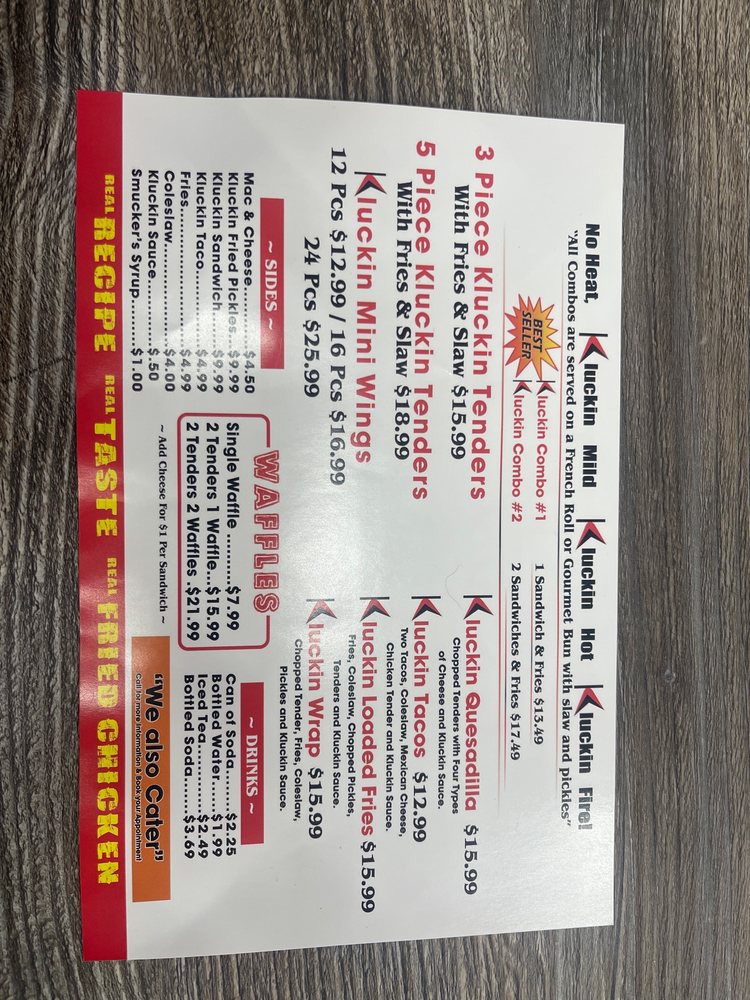 No Heat, Kluckin Mild Kluckin Hot Kluckin Fire!
"All Combos are served on a French Roll or Gourmet Bun with slaw and pickles"
BEST
SELLER
Kluckin Combo #1 1 Sandwich & Fries $13.49
Kluckin Combo #2 2 Sandwiches & Fries $17.49
3 Piece Kluckin Tenders
With Fries & Slaw $15.99
5 Piece Kluckin Tenders
With Fries & Slaw $18.99
Kluckin Mini Wings
12 Pcs $12.99 / 16 Pcs $16.99
24 Pcs $25.99
Kluckin Quesadilla $15.99
Chopped Tenders with Four Types
of Cheese and Kluckin Sauce.
Kluckin Tacos $12.99
Two Tacos, Coleslaw, Mexican Cheese,
Chicken Tender and Kluckin Sauce.
Kluckin Loaded Fries $15.99
Fries, Coleslaw, Chopped Pickles,
Tenders and Kluckin Sauce.
Kluckin Wrap $15.99
Chopped Tender, Fries, Coleslaw,
Pickles and Kluckin Sauce.
~ SIDES ~
Mac & Cheese..............$4.50
Kluckin Fried Pickles...$9.99
Kluckin Sandwich.......$9.99
Kluckin Taco...............$4.99
Fries..............................$4.99
Coleslaw.....................$4.00
Kluckin Sauce.............$.50
Smucker's Syrup.........$1.00
WAFFLES
Single Waffle ...........$7.99
2 Tenders 1 Waffle...$15.99
2 Tenders 2 Waffles .$21.99
~ Add Cheese For $1 Per Sandwich ~
~ DRINKS ~
Can of Soda.......$2.25
Bottled Water......$1.99
Iced Tea............$2.49
Bottled Soda......$3.69
"We also Cater"
Call for more Information & Book your Appointment
REAL RECIPE REAL TASTE REAL FRIED CHICKEN